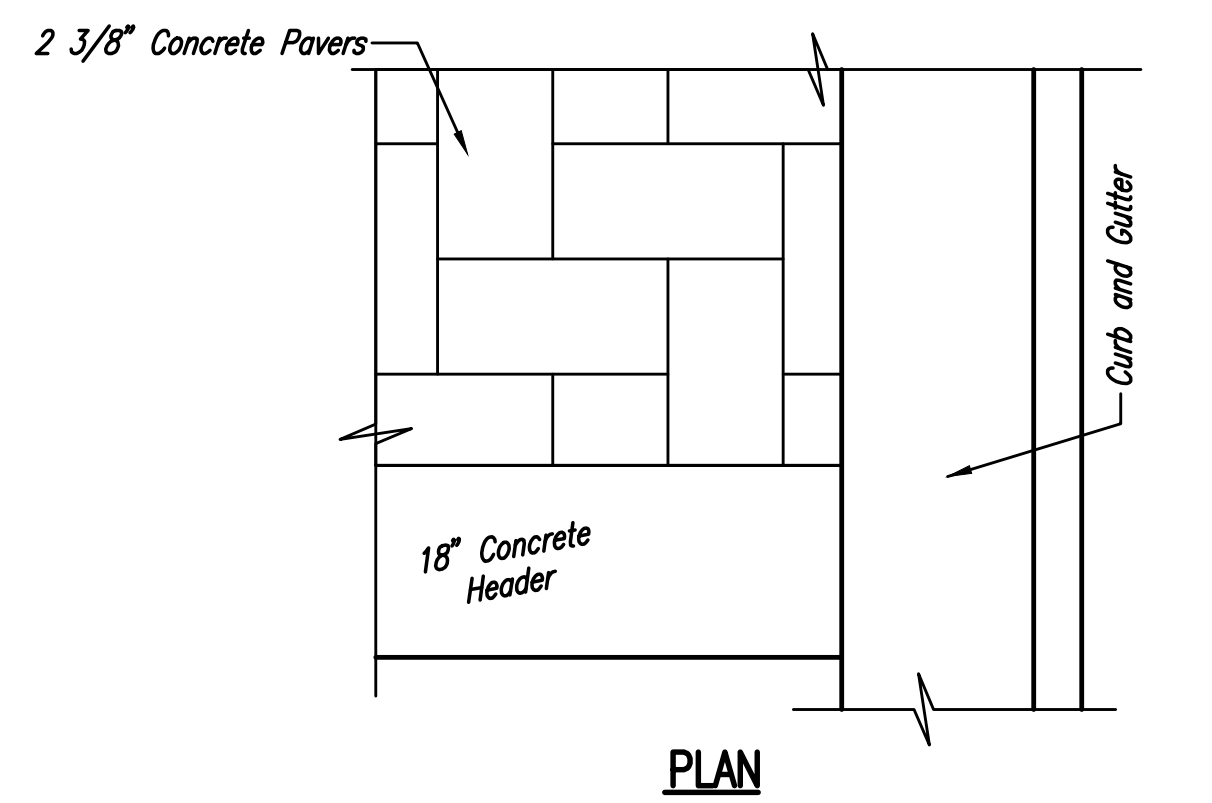 2 3/8" Concrete Pavers
Curb and Gutter
18" Concrete
Header
PLAN